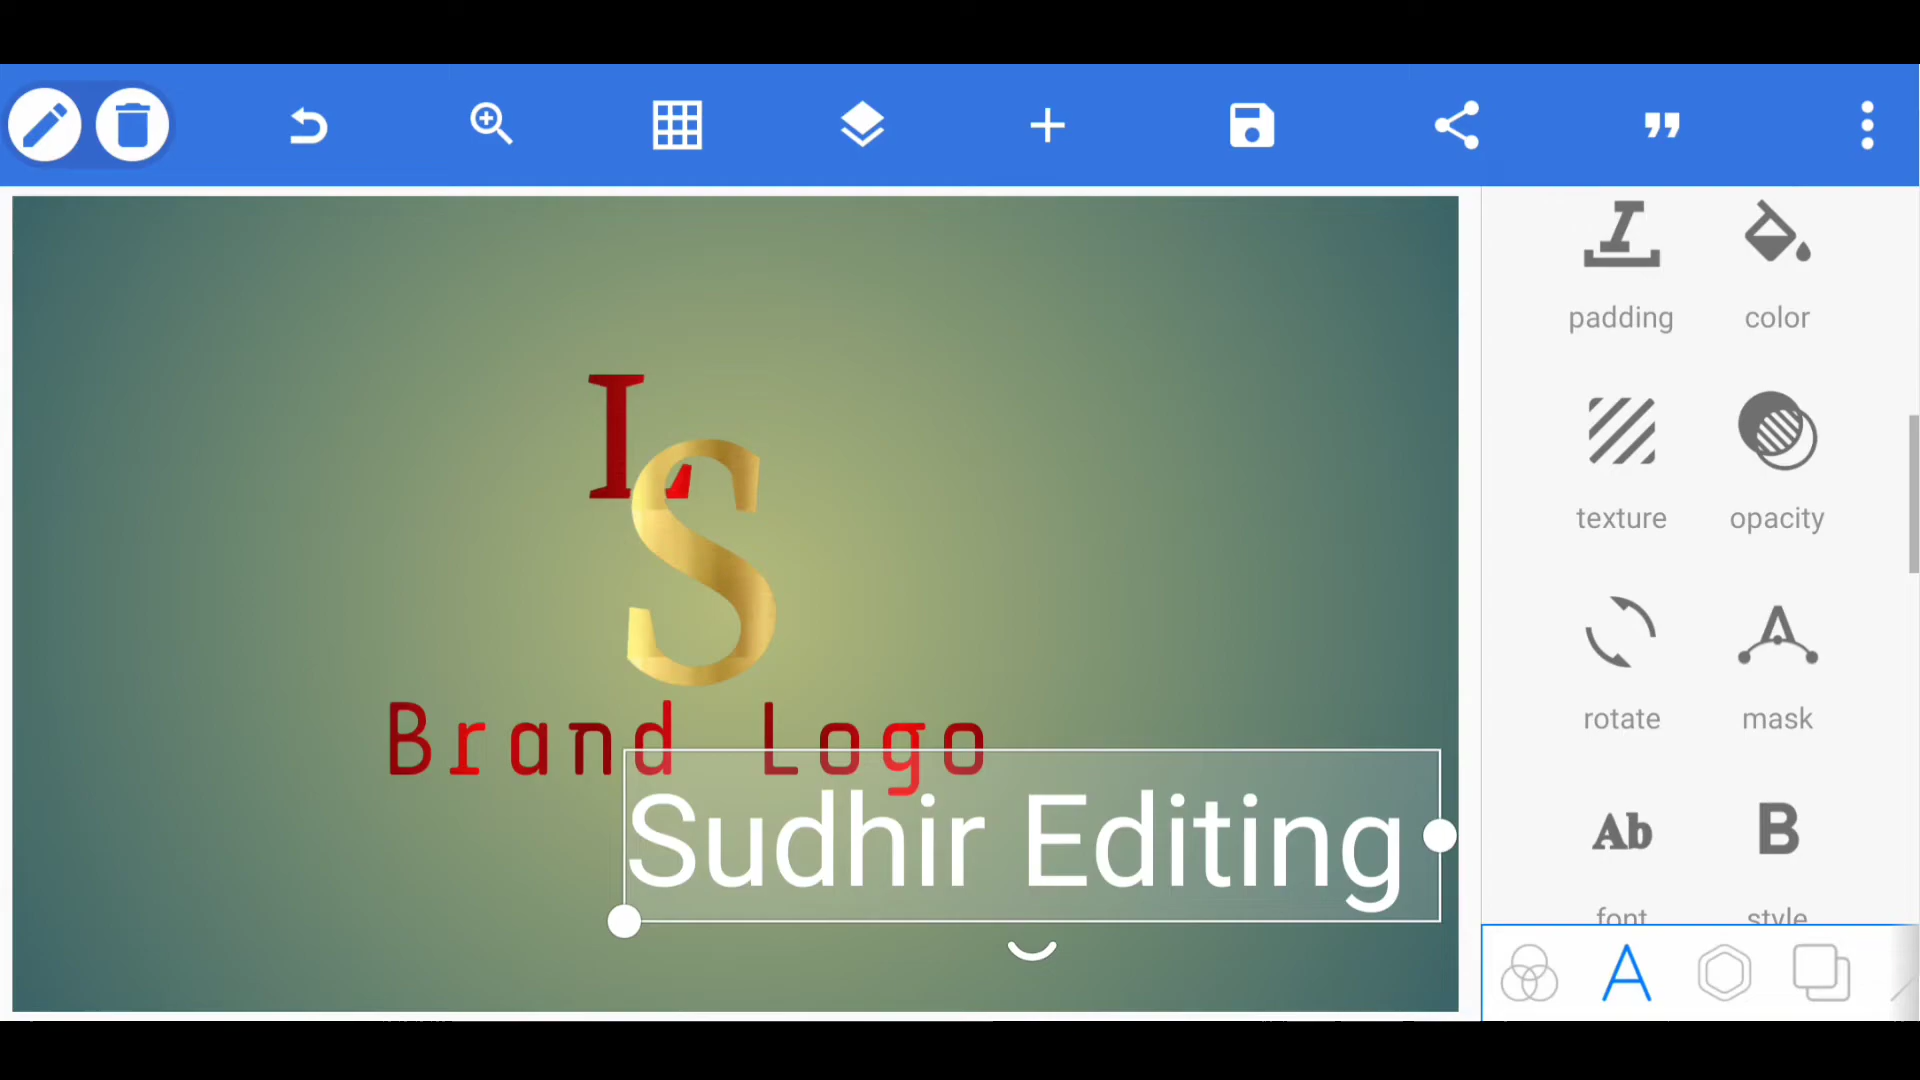 padding color
texture opacity
L
S
rotate mask
Brand Logo
Sudhir Editing
Ab B
font style